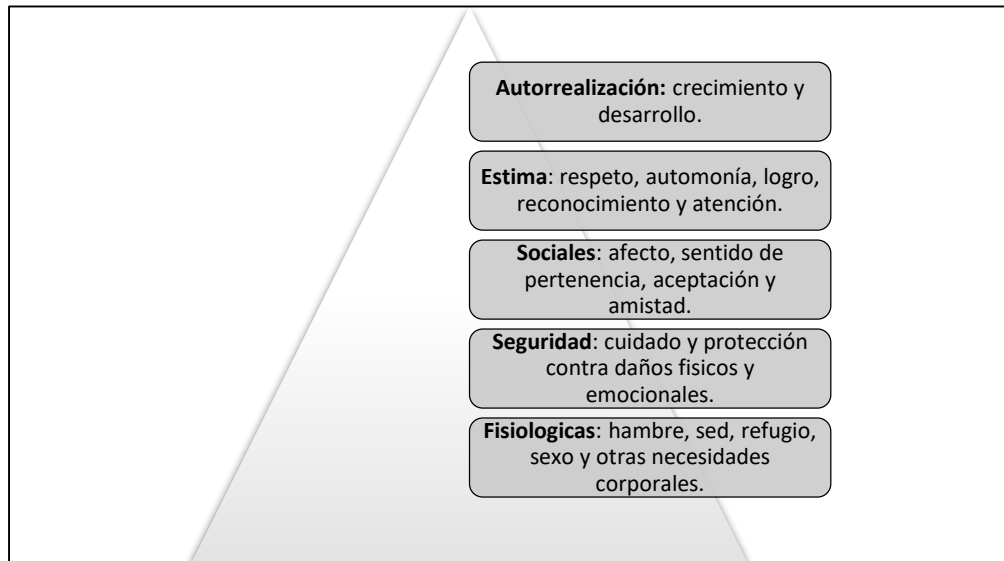 Autorrealización: crecimiento y
desarrollo.
Estima: respeto, automonía, logro,
reconocimiento y atención.
Sociales: afecto, sentido de
pertenencia, aceptación y
amistad.
Seguridad: cuidado y protección
contra daños fisicos y
emocionales.
Fisiologicas: hambre, sed, refugio,
sexo y otras necesidades
corporales.